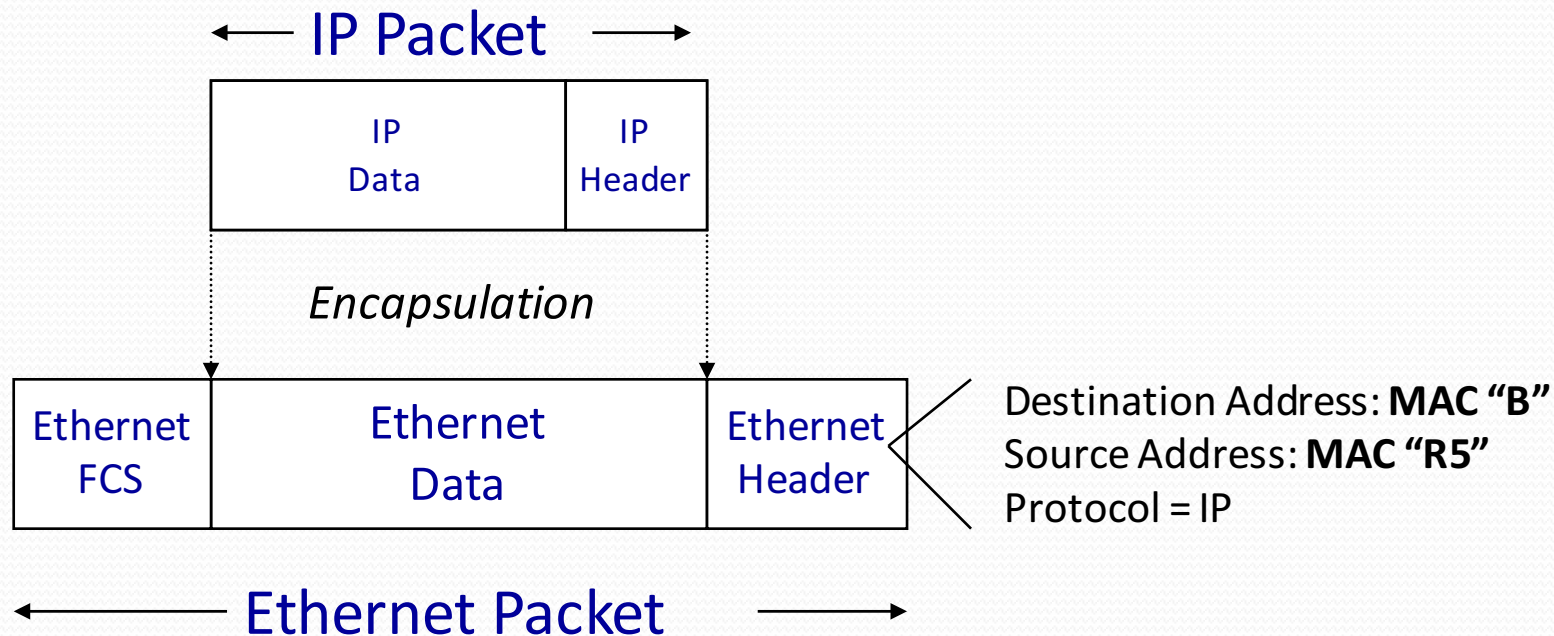 IP Packet
IP
Data
IP
Header
Encapsulation
Ethernet
FCS
Ethernet
Data
Ethernet
Header
Destination Address: MAC “B”
Source Address: MAC “R5”
Protocol = IP
Ethernet Packet